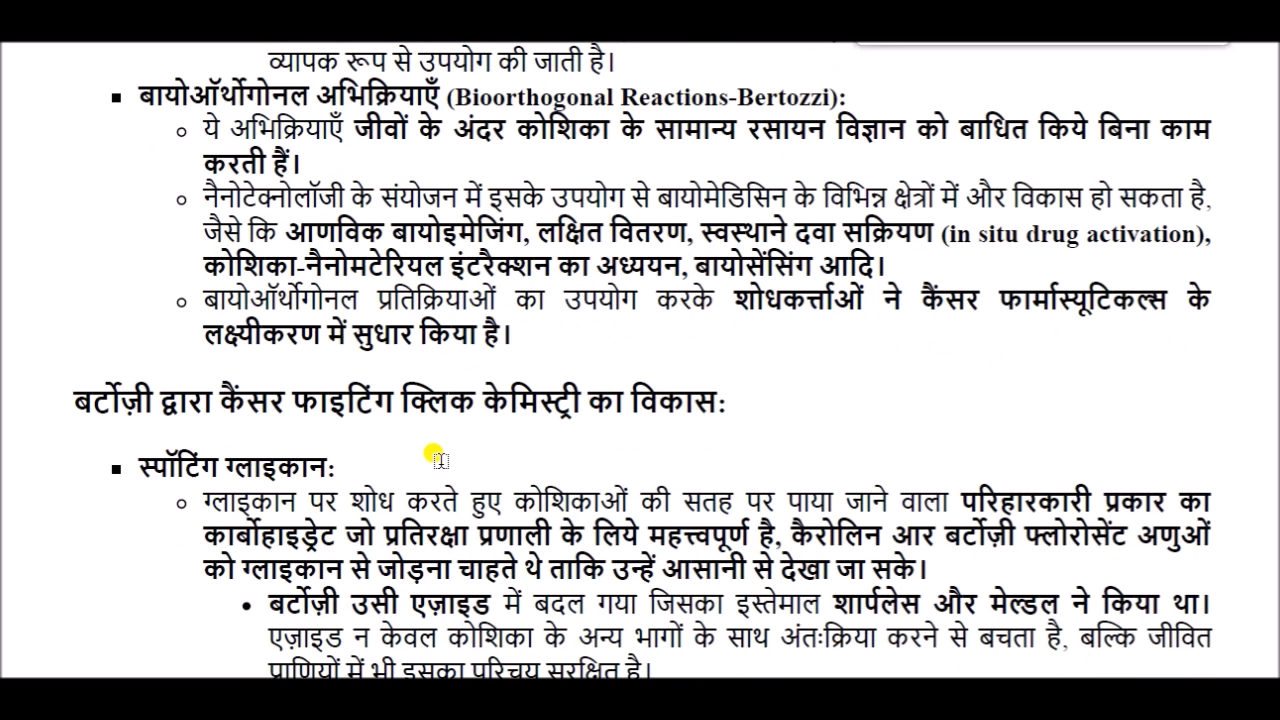 व्यापक रूप से उपयोग की जाती है।
▪ बायोऑर्थोगोनल अभिक्रियाएँ (Bioorthogonal Reactions-Bertozzi):
○ ये अभिक्रियाएँ जीवों के अंदर कोशिका के सामान्य रसायन विज्ञान को बाधित किये बिना काम
करती हैं।
○ नैनोटेक्नोलॉजी के संयोजन में इसके उपयोग से बायोमेडिसिन के विभिन्न क्षेत्रों में और विकास हो सकता है,
जैसे कि आणविक बायोइमेजिंग, लक्षित वितरण, स्वस्थाने दवा सक्रियण (in situ drug activation),
कोशिका-नैनोमटेरियल इंटरैक्शन का अध्ययन, बायोसेंसिंग आदि।
○ बायोऑर्थोगोनल प्रतिक्रियाओं का उपयोग करके शोधकर्त्ताओं ने कैंसर फार्मास्यूटिकल्स के
लक्ष्यीकरण में सुधार किया है।
बर्टोज़ी द्वारा कैंसर फाइटिंग क्लिक केमिस्ट्री का विकास:
▪ स्पॉटिंग ग्लाइकान:
○ ग्लाइकान पर शोध करते हुए कोशिकाओं की सतह पर पाया जाने वाला परिहारकारी प्रकार का
कार्बोहाइड्रेट जो प्रतिरक्षा प्रणाली के लिये महत्त्वपूर्ण है, कैरोलिन आर बर्टोज़ी फ्लोरोसेंट अणुओं
को ग्लाइकान से जोड़ना चाहते थे ताकि उन्हें आसानी से देखा जा सके।
• बर्टोज़ी उसी एज़ाइड में बदल गया जिसका इस्तेमाल शार्पलेस और मेल्डल ने किया था।
एज़ाइड न केवल कोशिका के अन्य भागों के साथ अंतःक्रिया करने से बचता है, बल्कि जीवित
प्राणियों में भी इसका परिचय सुरक्षित है।